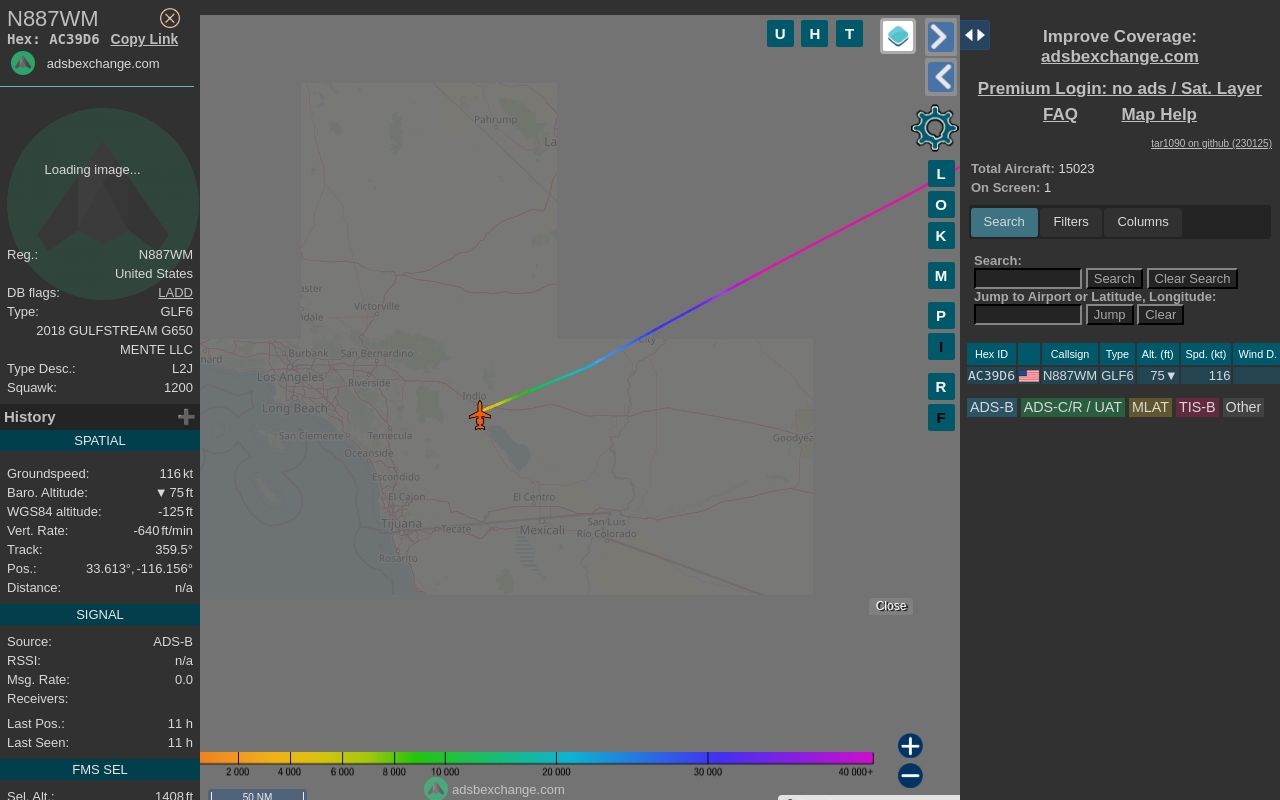 N887WM
Hex: AC39D6 Copy Link
adsbexchange.com
Loading image...
Reg.: N887WM
United States
DB flags: LADD
Type: GLF6
2018 GULFSTREAM G650
MENTE LLC
Type Desc.: L2J
Squawk: 1200
History
SPATIAL
Groundspeed: 116 kt
Baro. Altitude: ▼ 75 ft
WGS84 altitude: -125 ft
Vert. Rate: -640 ft/min
Track: 359.5°
Pos.: 33.613°, -116.156°
Distance: n/a
SIGNAL
Source: ADS-B
RSSI: n/a
Msg. Rate: 0.0
Receivers:
Last Pos.: 11 h
Last Seen: 11 h
FMS SEL
Sel. Alt.: 1408 ft
U H T
L
O
K
M
P
I
R
F
Pahrump
La
Victorville
Burbank San Bernardino
Los Angeles
Riverside
Long Beach
Indio
San Clemente Temecula
Oceanside
Escondido
El Cajon
Tijuana
Tecate
Rosarito
El Centro
Mexicali
San Luis
Río Colorado
Goodyea
City
Close
2 000 4 000 6 000 8 000 10 000 20 000 30 000 40 000+
adsbexchange.com
50 NM
Improve Coverage:
adsbexchange.com
Premium Login: no ads / Sat. Layer
FAQ Map Help
tar1090 on github (230125)
Total Aircraft: 15023
On Screen: 1
Search Filters Columns
Search:
Search Clear Search
Jump to Airport or Latitude, Longitude:
Jump Clear
Hex ID Callsign Type Alt. (ft) Spd. (kt) Wind D.
AC39D6 N887WM GLF6 75▼ 116
ADS-B ADS-C/R / UAT MLAT TIS-B Other